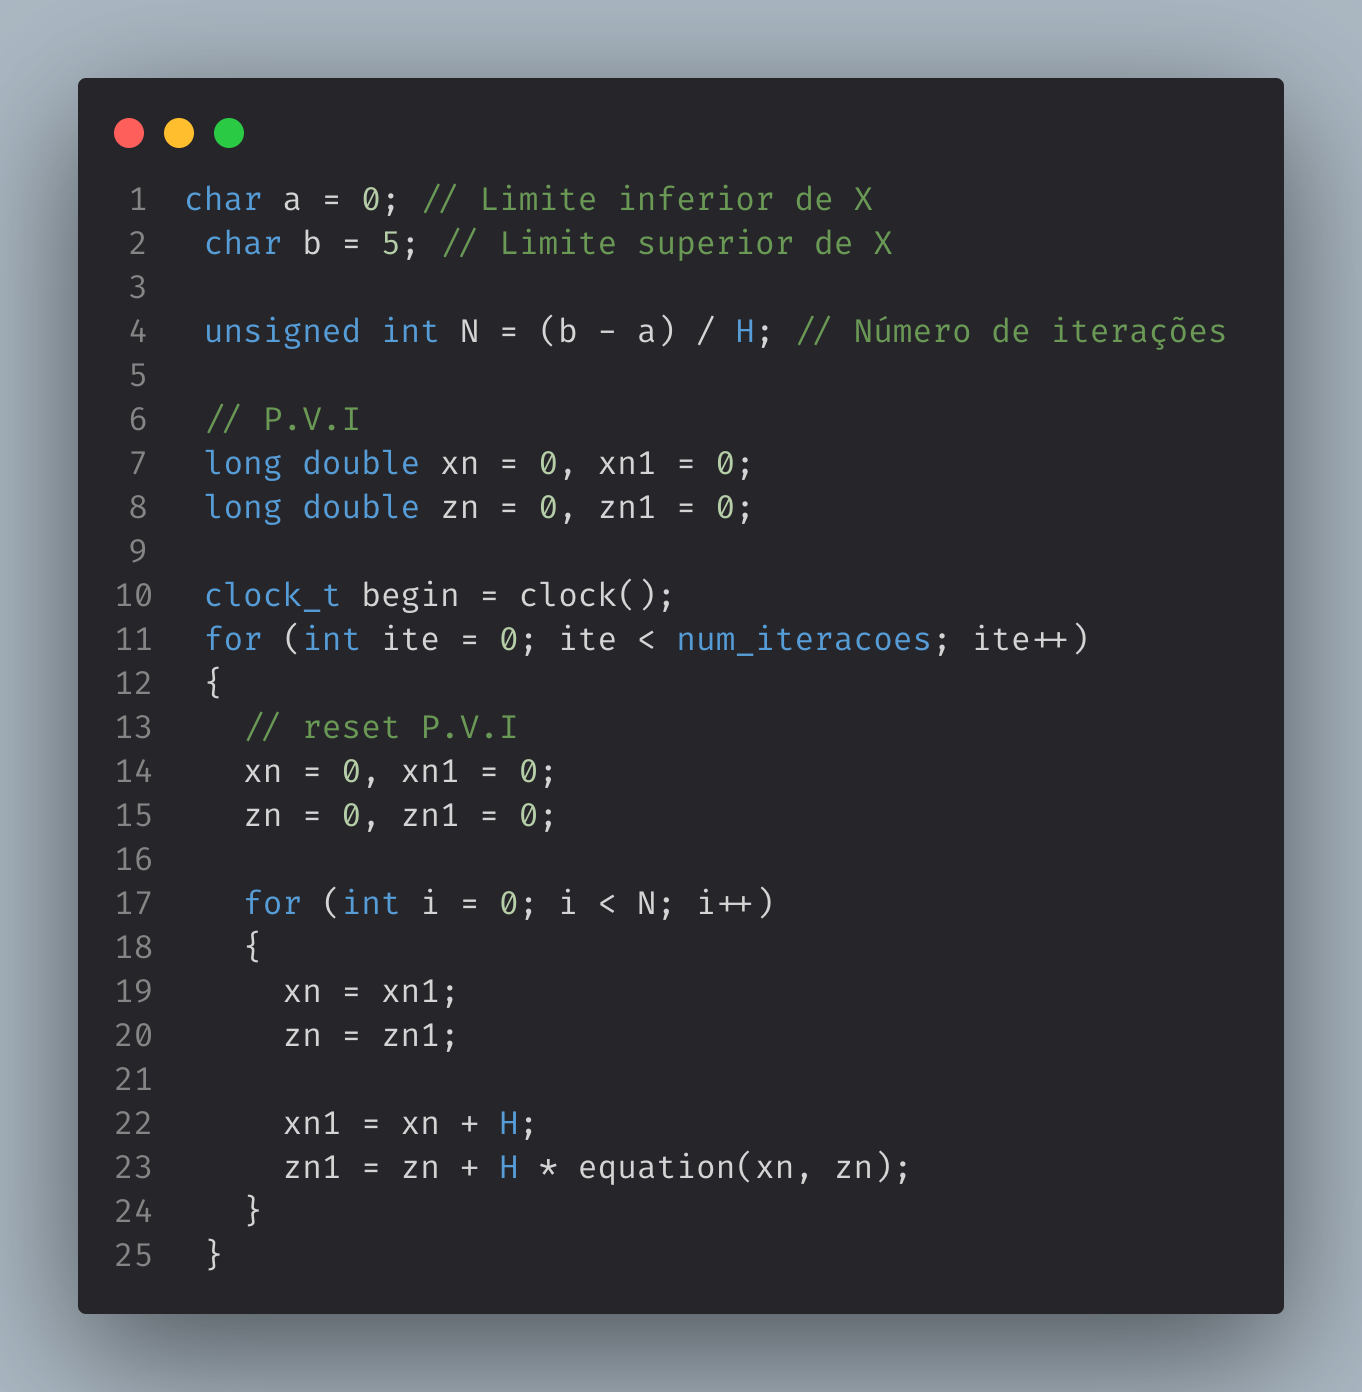 1 char a = 0; // Limite inferior de X
2 char b = 5; // Limite superior de X
3
4 unsigned int N = (b - a) / H; // Número de iterações
5
6 // P.V.I
7 long double xn = 0, xn1 = 0;
8 long double zn = 0, zn1 = 0;
9
10 clock_t begin = clock();
11 for (int ite = 0; ite < num_iteracoes; ite++)
12 {
13 // reset P.V.I
14 xn = 0, xn1 = 0;
15 zn = 0, zn1 = 0;
16
17 for (int i = 0; i < N; i++)
18 {
19 xn = xn1;
20 zn = zn1;
21
22 xn1 = xn + H;
23 zn1 = zn + H * equation(xn, zn);
24 }
25 }